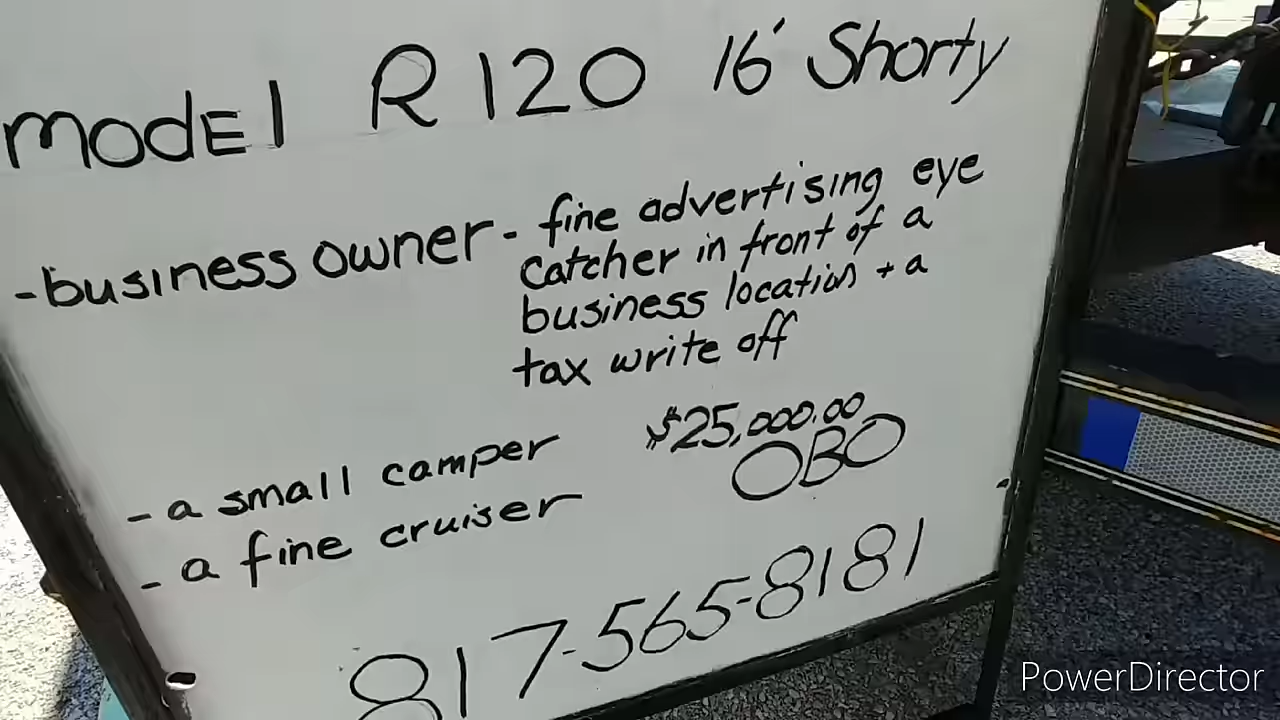 modEl R120 16' Shorty
-business owner - fine advertising eye
catcher in front of a
business location + a
tax write off
$25,000.00
OBO
- a small camper
- a fine cruiser
817-565-8181
PowerDirector